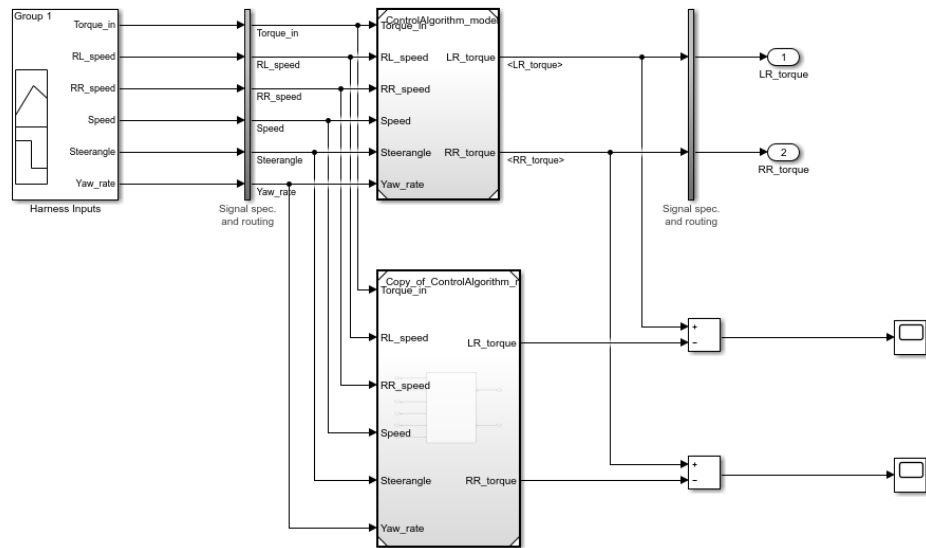 Group 1
Torque_in
RL_speed
RR_speed
Speed
Steerangle
Yaw_rate
Harness Inputs
Torque_in
RL_speed
RR_speed
Speed
Steerangle
Yaw_rate
Signal spec.
and routing
ControlAlgorithm_model
Torque_in
RL_speed
RR_speed
Speed
Steerangle
Yaw_rate
LR_torque
RR_torque
<LR_torque>
<RR_torque>
Signal spec.
and routing
1
LR_torque
2
RR_torque
Copy_of_ControlAlgorithm_r
Torque_in
RL_speed
RR_speed
Speed
Steerangle
Yaw_rate
LR_torque
RR_torque
+
−
+
−